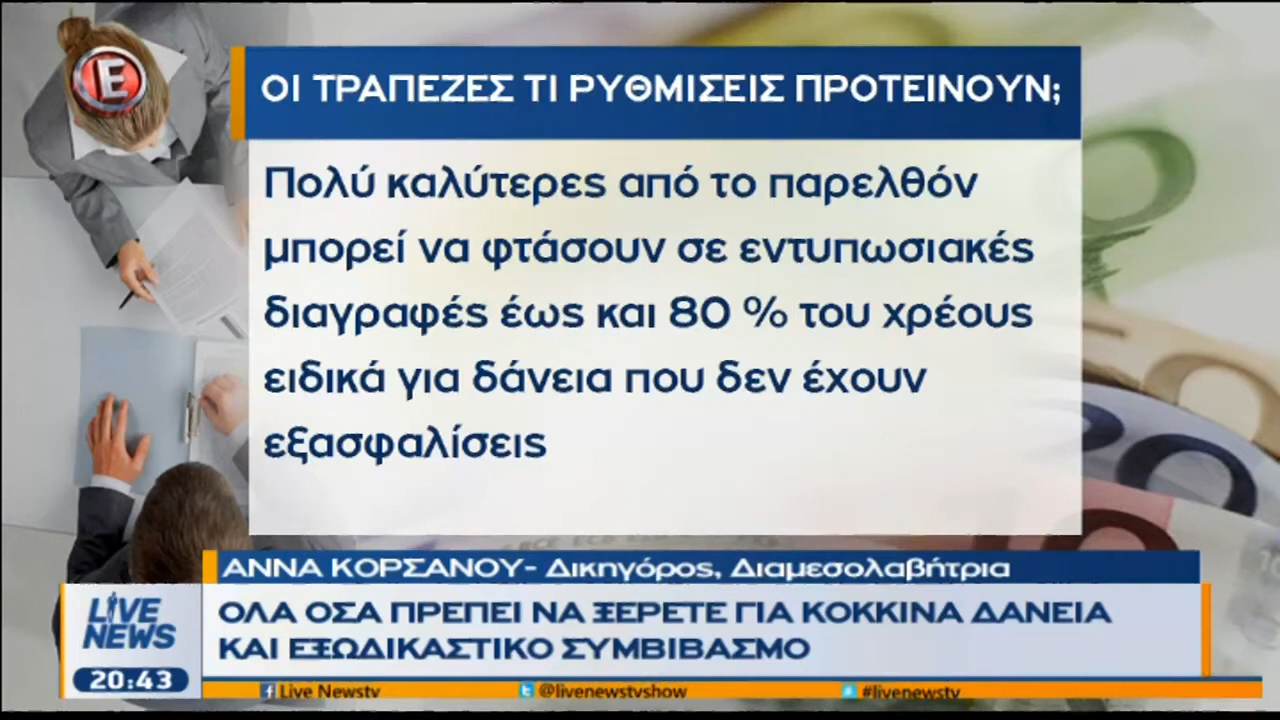 E
ΟΙ ΤΡΑΠΕΖΕΣ ΤΙ ΡΥΘΜΙΣΕΙΣ ΠΡΟΤΕΙΝΟΥΝ;
Πολύ καλύτερες από το παρελθόν
μπορεί να φτάσουν σε εντυπωσιακές
διαγραφές έως και 80 % του χρέους
ειδικά για δάνεια που δεν έχουν
εξασφαλίσεις
ΑΝΝΑ ΚΟΡΣΑΝΟΥ- Δικηγόρος, Διαμεσολαβήτρια
LIVE NEWS
ΟΛΑ ΟΣΑ ΠΡΕΠΕΙ ΝΑ ΞΕΡΕΤΕ ΓΙΑ ΚΟΚΚΙΝΑ ΔΑΝΕΙΑ
ΚΑΙ ΕΞΩΔΙΚΑΣΤΙΚΟ ΣΥΜΒΙΒΑΣΜΟ
20:43
Live Newstv @livenewstvshow #livenewstv